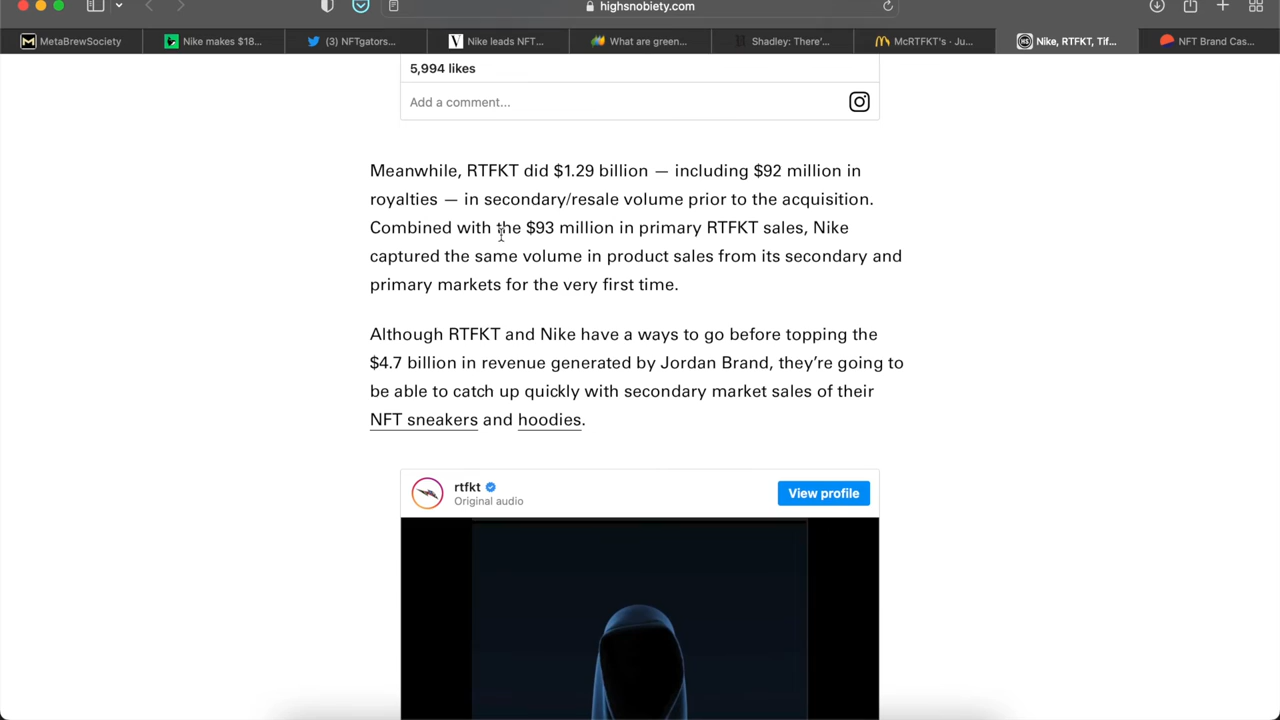 highsnobiety.com
MetaBrewSociety
Nike makes $18...
(3) NFTgators...
Nike leads NFT...
What are green...
Shadley: There'...
McRTFKT's · Ju...
Nike, RTFKT, Tif...
NFT Brand Cas...
5,994 likes
Add a comment...
Meanwhile, RTFKT did $1.29 billion — including $92 million in
royalties — in secondary/resale volume prior to the acquisition.
Combined with the $93 million in primary RTFKT sales, Nike
captured the same volume in product sales from its secondary and
primary markets for the very first time.
Although RTFKT and Nike have a ways to go before topping the
$4.7 billion in revenue generated by Jordan Brand, they’re going to
be able to catch up quickly with secondary market sales of their
NFT sneakers and hoodies.
rtfkt
Original audio
View profile